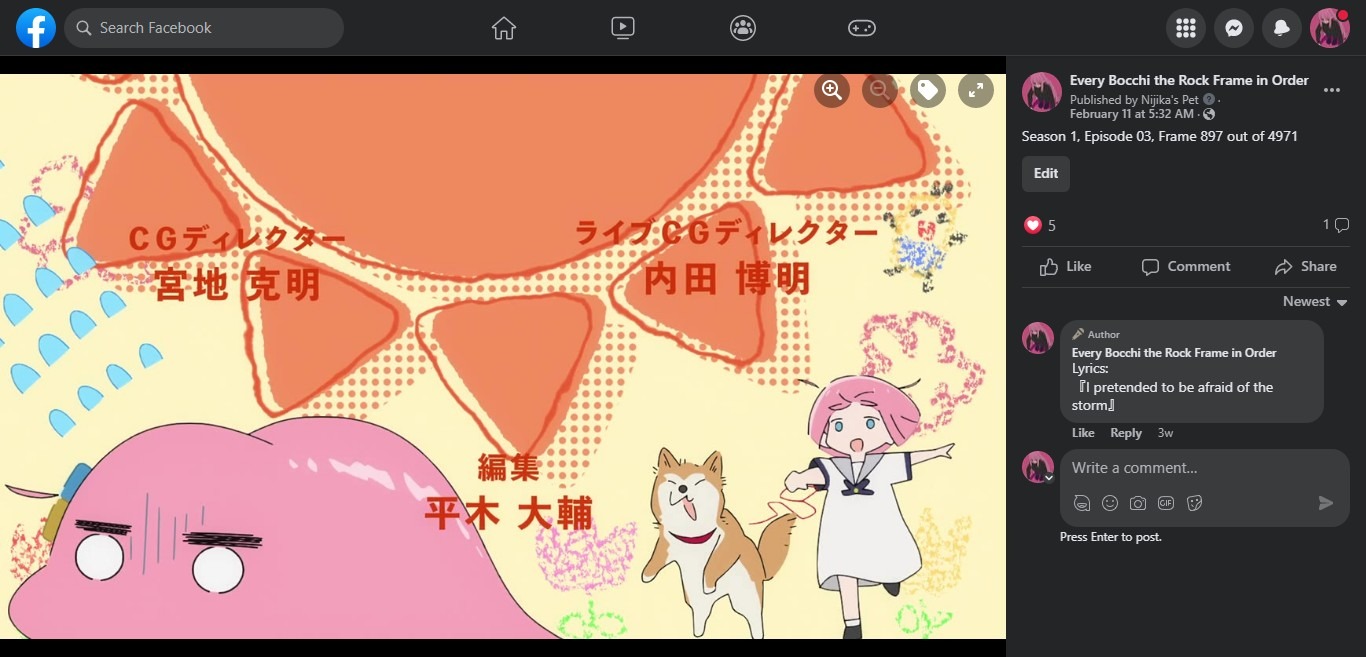 Search Facebook
CGディレクター
宮地 克明
ライブCGディレクター
内田 博明
編集
平木 大輔
Every Bocchi the Rock Frame in Order
Published by Nijika's Pet ·
February 11 at 5:32 AM ·
Season 1, Episode 03, Frame 897 out of 4971
Edit
5
1
Like
Comment
Share
Newest
Author
Every Bocchi the Rock Frame in Order
Lyrics:
『I pretended to be afraid of the
storm』
Like Reply 3w
Write a comment...
GIF
Press Enter to post.